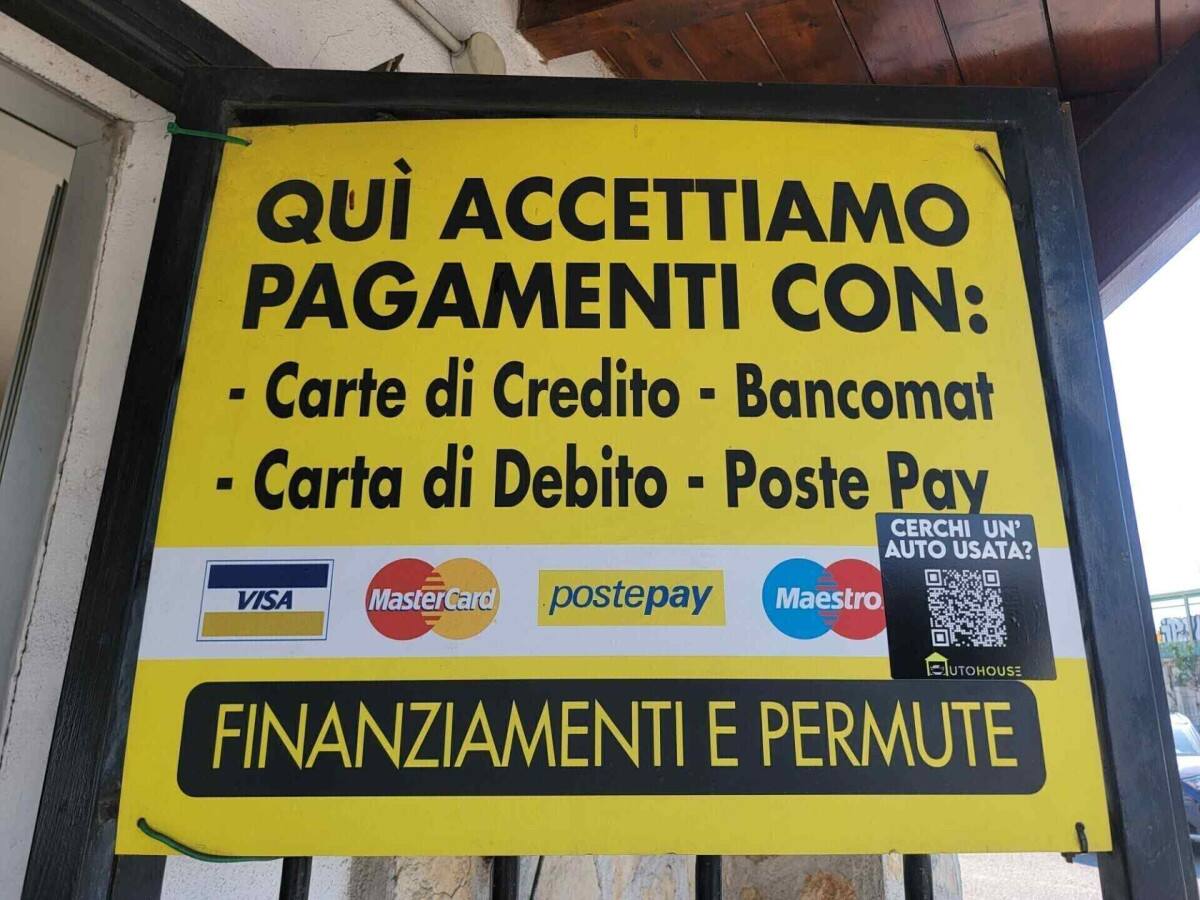 QUÌ ACCETTIAMO
PAGAMENTI CON:
- Carte di Credito - Bancomat
- Carta di Debito - Poste Pay
CERCHI UN'
AUTO USATA?
VISA
MasterCard
postepay
Maestro
AUTOHOUSE
FINANZIAMENTI E PERMUTE